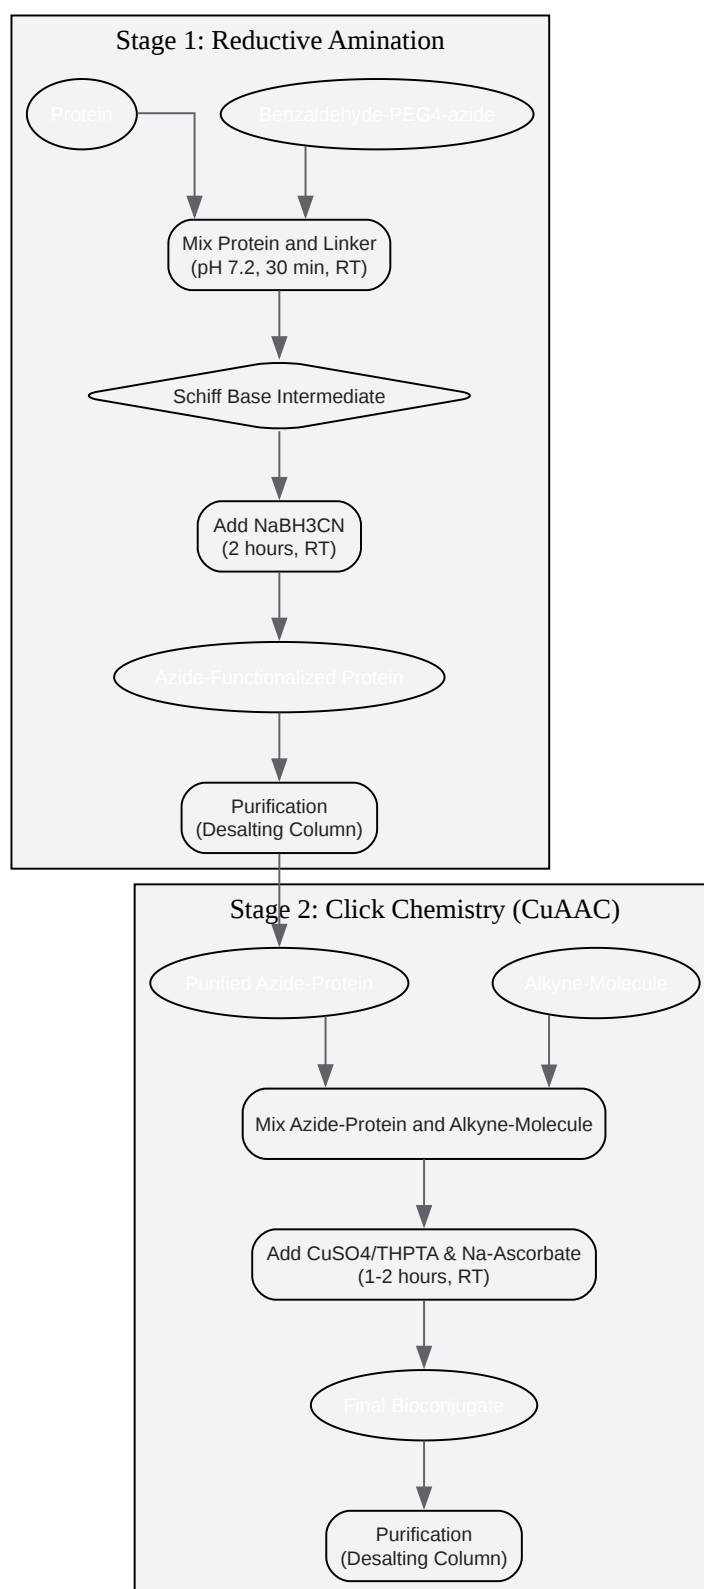 Stage 1: Reductive Amination
Protein
Benzaldehyde-PEG4-azide
Mix Protein and Linker
(pH 7.2, 30 min, RT)
Schiff Base Intermediate
Add NaBH3CN
(2 hours, RT)
Azide-Functionalized Protein
Purification
(Desalting Column)
Stage 2: Click Chemistry (CuAAC)
Purified Azide-Protein
Alkyne-Molecule
Mix Azide-Protein and Alkyne-Molecule
Add CuSO4/THPTA & Na-Ascorbate
(1-2 hours, RT)
Final Bioconjugate
Purification
(Desalting Column)